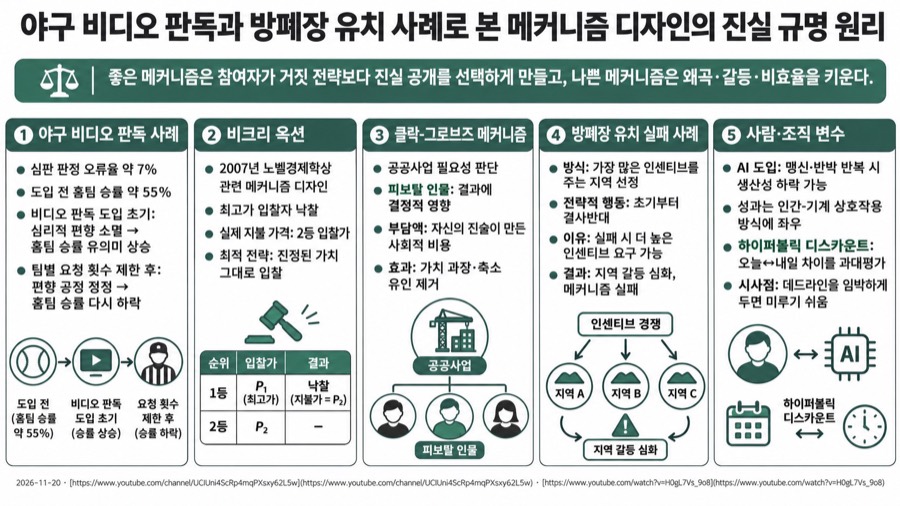 야구 비디오 판독과 방폐장 유치 사례로 본 메커니즘 디자인의 진실 규명 원리
좋은 메커니즘은 참여자가 거짓 전략보다 진실 공개를 선택하게 만들고, 나쁜 메커니즘은 왜곡·갈등·비효율을 키운다.
1 야구 비디오 판독 사례
심판 판정 오류율 약 7%
도입 전 홈팀 승률 약 55%
비디오 판독 도입 초기:
심리적 편향 소멸 →
홈팀 승률 유의미 상승
팀별 요청 횟수 제한 후:
편향 공정 정정 →
홈팀 승률 다시 하락
도입 전
(홈팀 승률
약 55%)
비디오 판독
도입 초기
(승률 상승)
요청 횟수
제한 후
(승률 하락)
2 비크리 옥션
2007년 노벨경제학상
관련 메커니즘 디자인
최고가 입찰자 낙찰
실제 지불 가격: 2등 입찰가
최적 전략: 진정된 가치
그대로 입찰
순위 입찰가 결과
1등 P₁ (최고가) 낙찰 (지불가 = P₂)
2등 P₂ –
3 클락-그로브즈 메커니즘
공공사업 필요성 판단
피보탈 인물: 결과에
결정적 영향
부담액: 자신의 진술이 만든
사회적 비용
효과: 가치 과장·축소
유인 제거
공공사업
피보탈 인물
4 방폐장 유치 실패 사례
방식: 가장 많은 인센티브를
주는 지역 선정
전략적 행동: 초기부터
결사반대
이유: 실패 시 더 높은
인센티브 요구 가능
결과: 지역 갈등 심화,
메커니즘 실패
인센티브 경쟁
지역 A
지역 B
지역 C
지역 갈등 심화
5 사람·조직 변수
AI 도입: 맹신·반박 반복 시
생산성 하락 가능
성과는 인간-기계 상호작용
방식에 좌우
하이퍼볼릭 디스카운트:
오늘↔내일 차이를 과대평가
시사점: 데드라인을 임박하게
두면 미루기 쉬움
AI
하이퍼볼릭
디스카운트
2026-11-20 · [https://www.youtube.com/channel/UCIUni4ScRp4mqPXsxy62L5w](https://www.youtube.com/channel/UCIUni4ScRp4mqPXsxy62L5w) · [https://www.youtube.com/watch?v=H0gL7Vs_9o8](https://www.youtube.com/watch?v=H0gL7Vs_9o8)